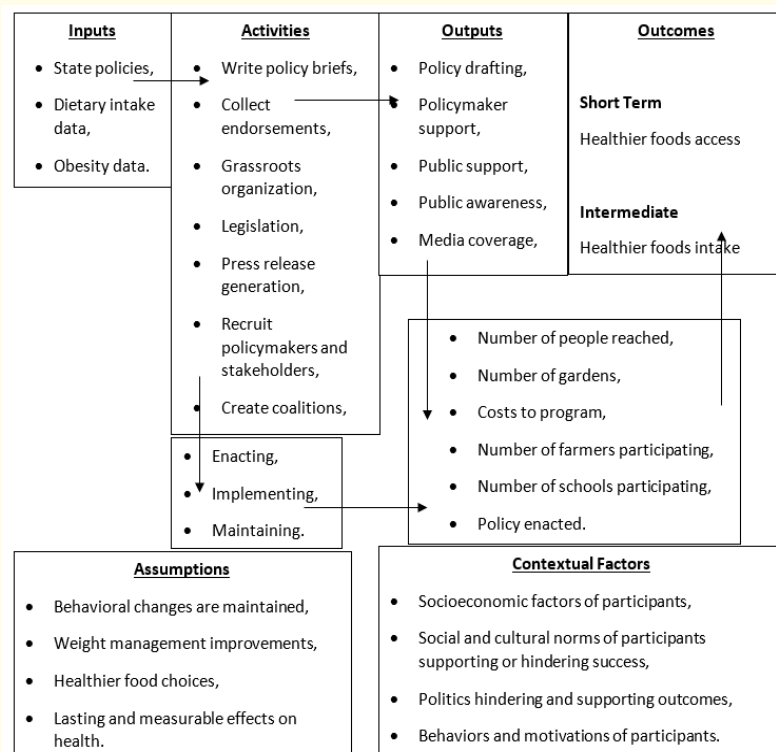 Inputs
• State policies,
• Dietary intake
data,
• Obesity data.
Activities
• Write policy briefs,
• Collect
endorsements,
• Grassroots
organization,
• Legislation,
• Press release
generation,
• Recruit
policymakers and
stakeholders,
• Create coalitions,
Outputs
• Policy drafting,
• Policymaker
support,
• Public support,
• Public awareness,
• Media coverage,
Outcomes
Short Term
Healthier foods access
Intermediate
Healthier foods intake
• Enacting,
• Implementing,
• Maintaining.
• Number of people reached,
• Number of gardens,
• Costs to program,
• Number of farmers participating,
• Number of schools participating,
• Policy enacted.
Assumptions
• Behavioral changes are maintained,
• Weight management improvements,
• Healthier food choices,
• Lasting and measurable effects on
health.
Contextual Factors
• Socioeconomic factors of participants,
• Social and cultural norms of participants
supporting or hindering success,
• Politics hindering and supporting outcomes,
• Behaviors and motivations of participants.